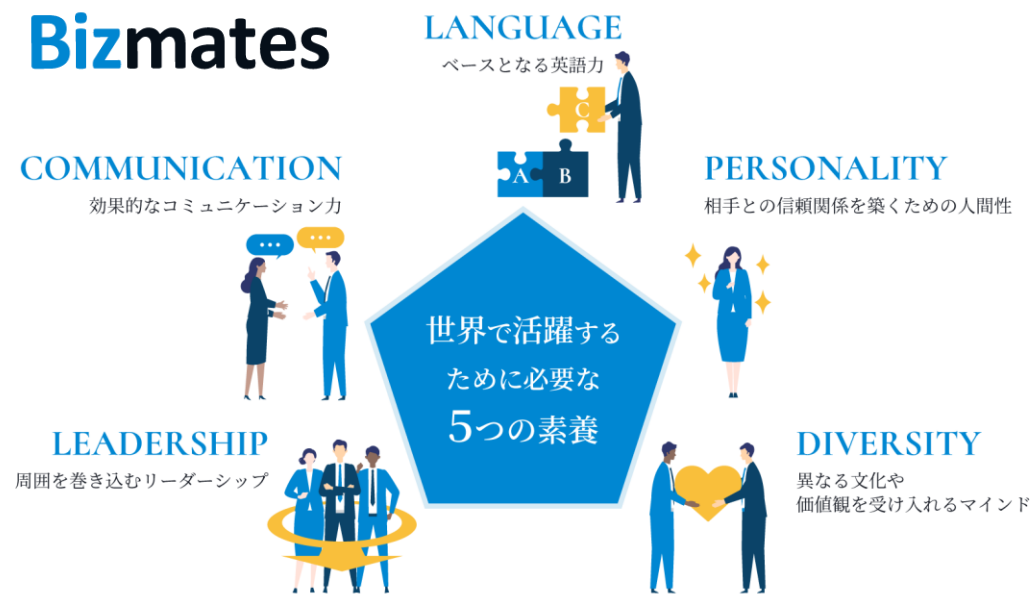 Bizmates
LANGUAGE
ベースとなる英語力
C
A B
COMMUNICATION
効果的なコミュニケーション力
PERSONALITY
相手との信頼関係を築くための人間性
世界で活躍する
ために必要な
5つの素養
LEADERSHIP
周囲を巻き込むリーダーシップ
DIVERSITY
異なる文化や
価値観を受け入れるマインド